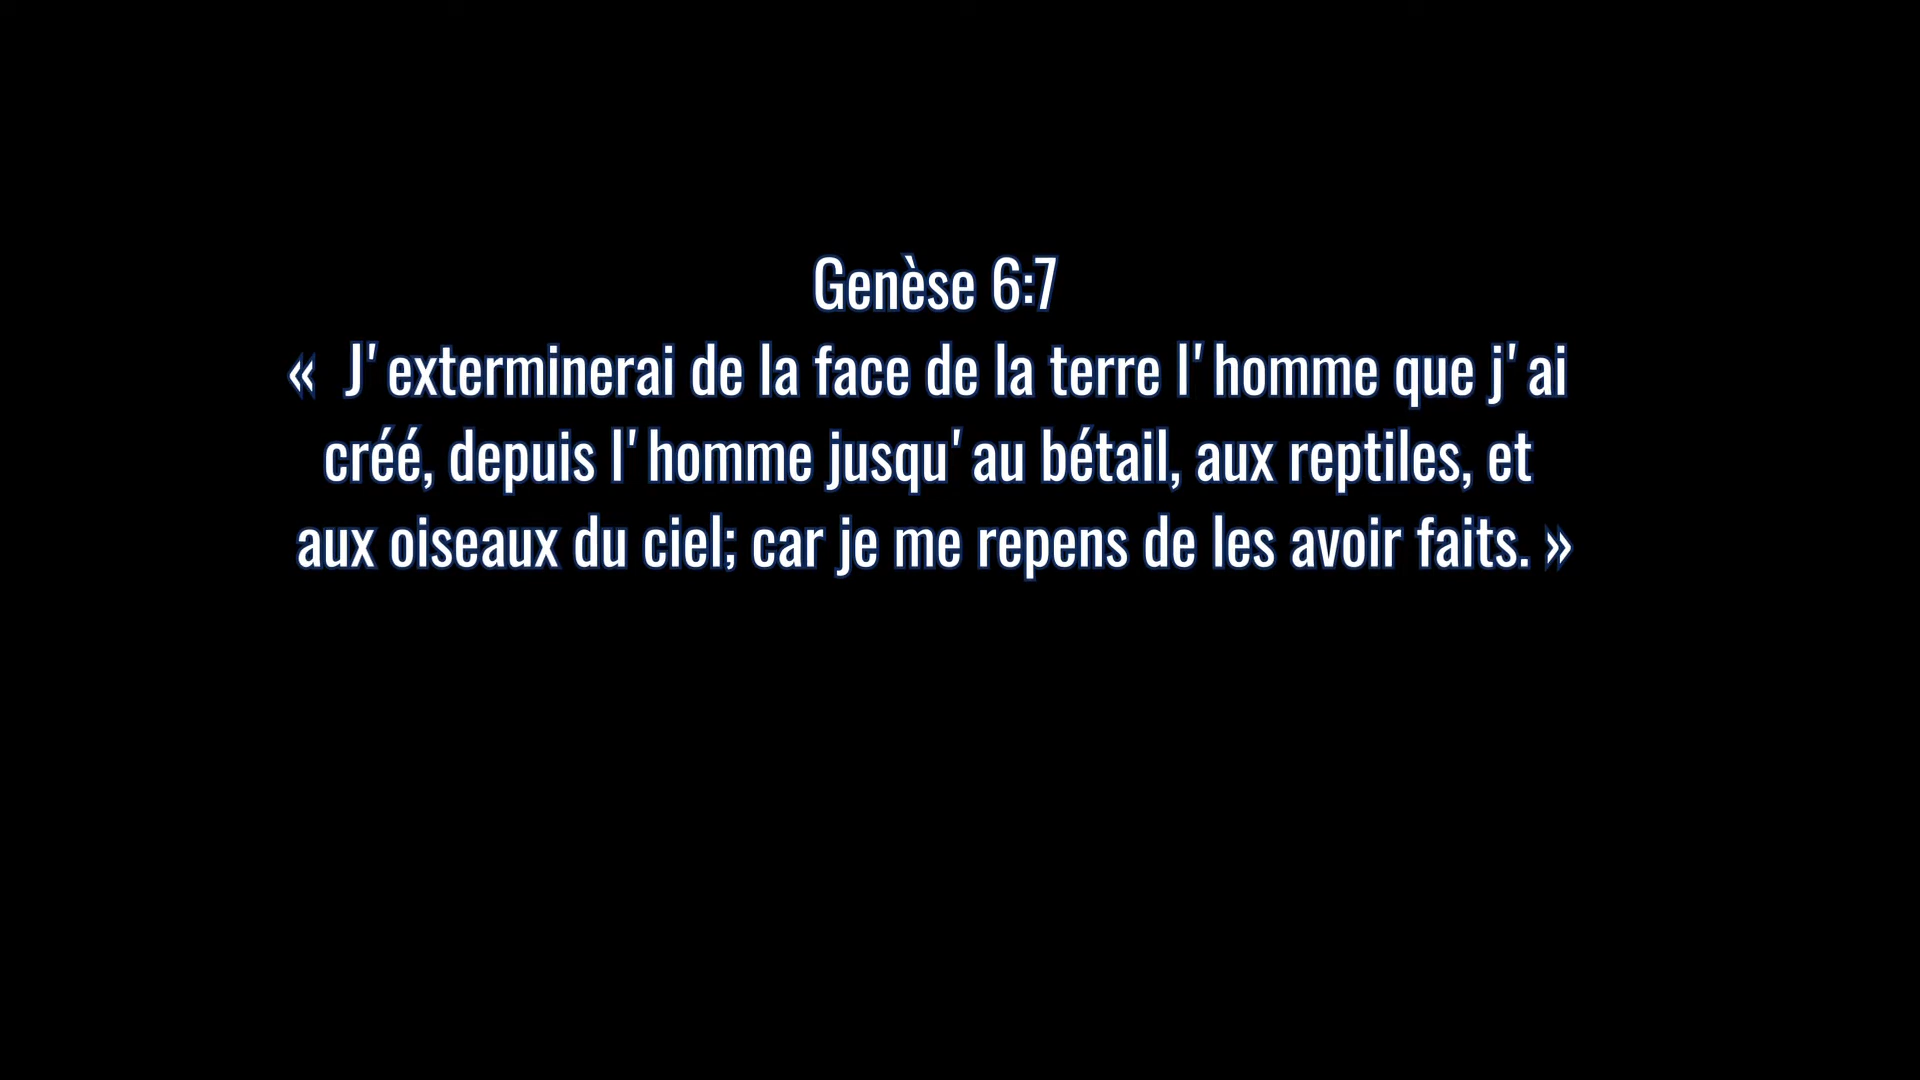 Genèse 6:7
« J'exterminerai de la face de la terre l'homme que j'ai
créé, depuis l'homme jusqu'au bétail, aux reptiles, et
aux oiseaux du ciel; car je me repens de les avoir faits. »